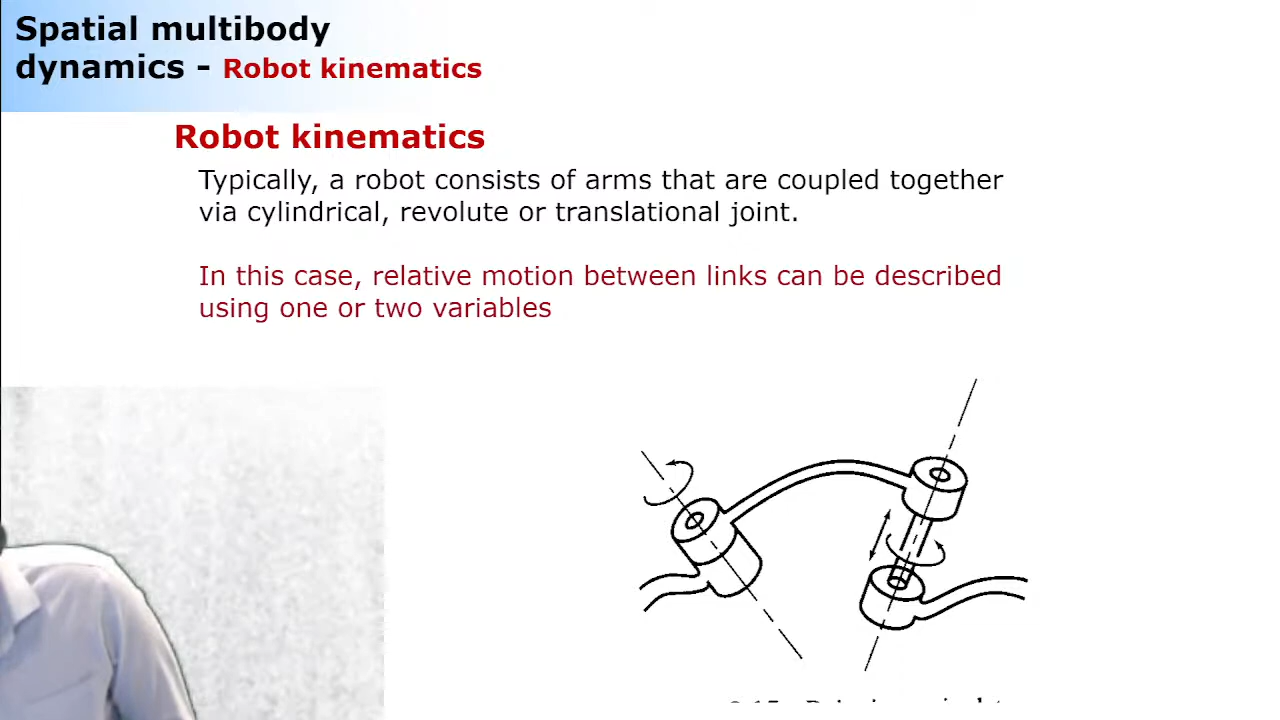 Spatial multibody
dynamics - Robot kinematics
Robot kinematics
Typically, a robot consists of arms that are coupled together
via cylindrical, revolute or translational joint.
In this case, relative motion between links can be described
using one or two variables